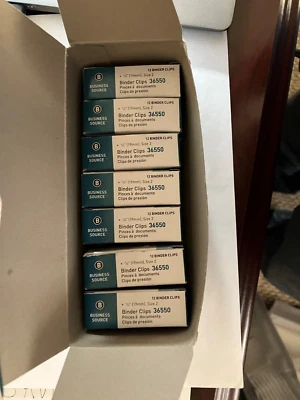 B
BUSINESS
SOURCE
12 BINDER CLIPS
Binder Clips 36550
Pinces à documents
Clips de presión
B
BUSINESS
SOURCE
12 BINDER CLIPS
Binder Clips 36550
Pinces à documents
Clips de presión
B
BUSINESS
SOURCE
12 BINDER CLIPS
Binder Clips 36550
Pinces à documents
Clips de presión
B
BUSINESS
SOURCE
12 BINDER CLIPS
Binder Clips 36550
Pinces à documents
Clips de presión
B
BUSINESS
SOURCE
12 BINDER CLIPS
Binder Clips 36550
Pinces à documents
Clips de presión
B
BUSINESS
SOURCE
12 BINDER CLIPS
Binder Clips 36550
Pinces à documents
Clips de presión
B
BUSINESS
SOURCE
12 BINDER CLIPS
Binder Clips 36550
Pinces à documents
Clips de presión